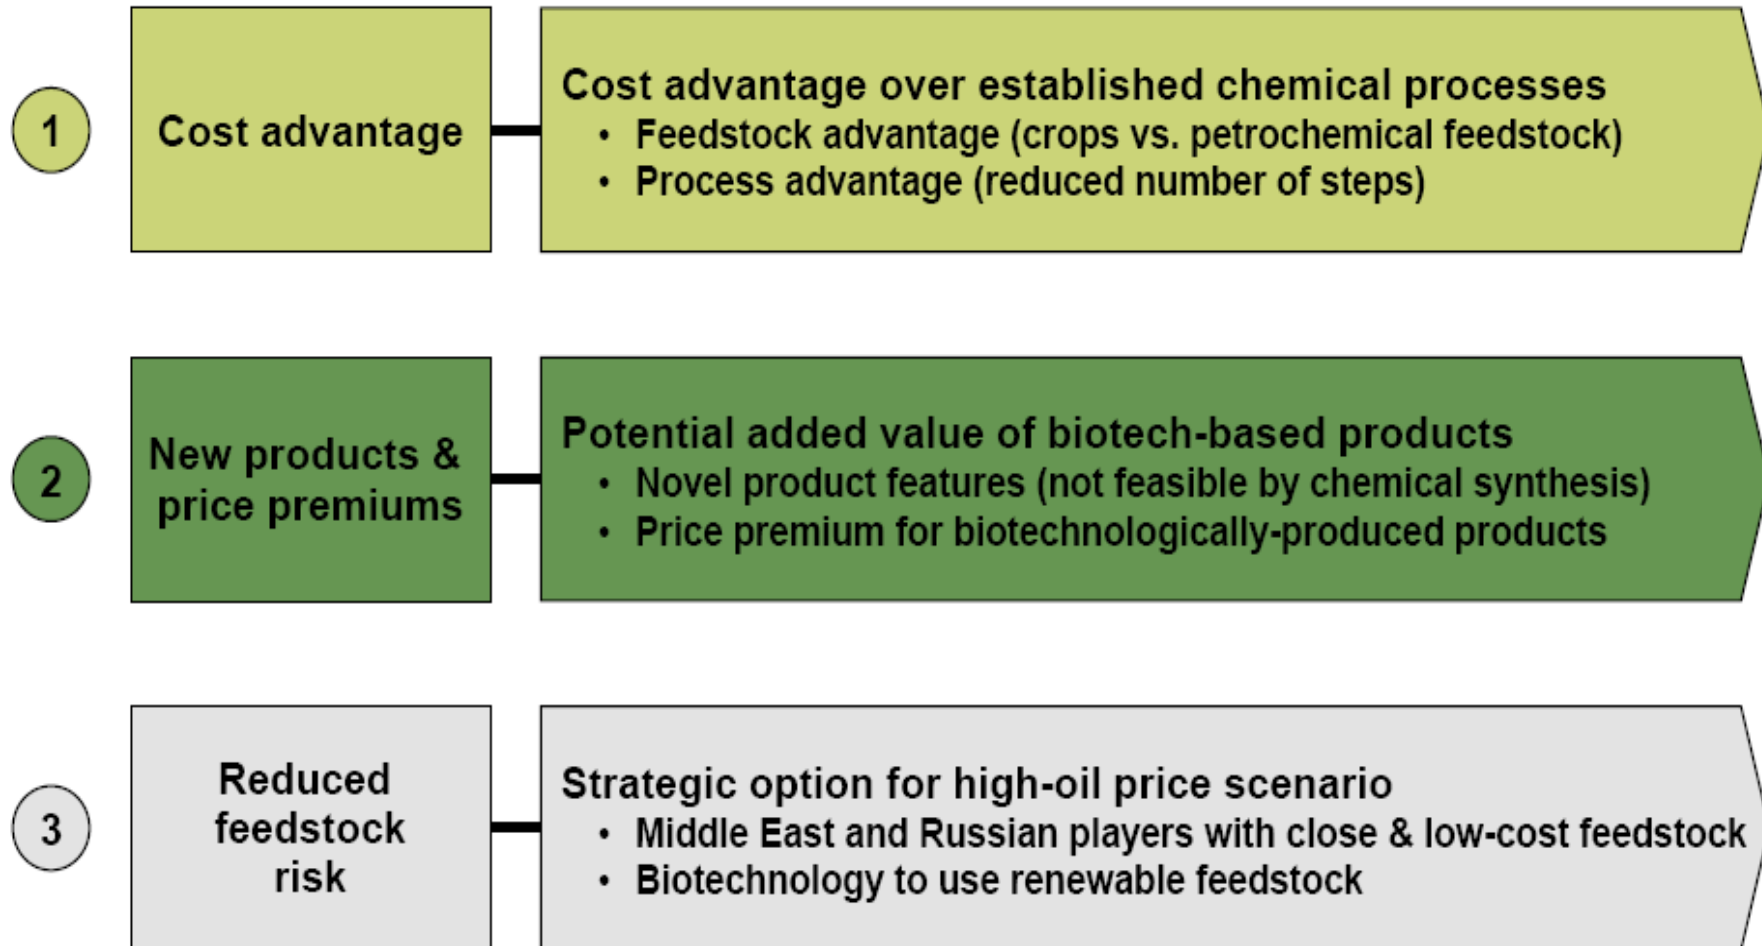 1
Cost advantage
Cost advantage over established chemical processes
• Feedstock advantage (crops vs. petrochemical feedstock)
• Process advantage (reduced number of steps)
2
New products &
price premiums
Potential added value of biotech-based products
• Novel product features (not feasible by chemical synthesis)
• Price premium for biotechnologically-produced products
3
Reduced
feedstock
risk
Strategic option for high-oil price scenario
• Middle East and Russian players with close & low-cost feedstock
• Biotechnology to use renewable feedstock